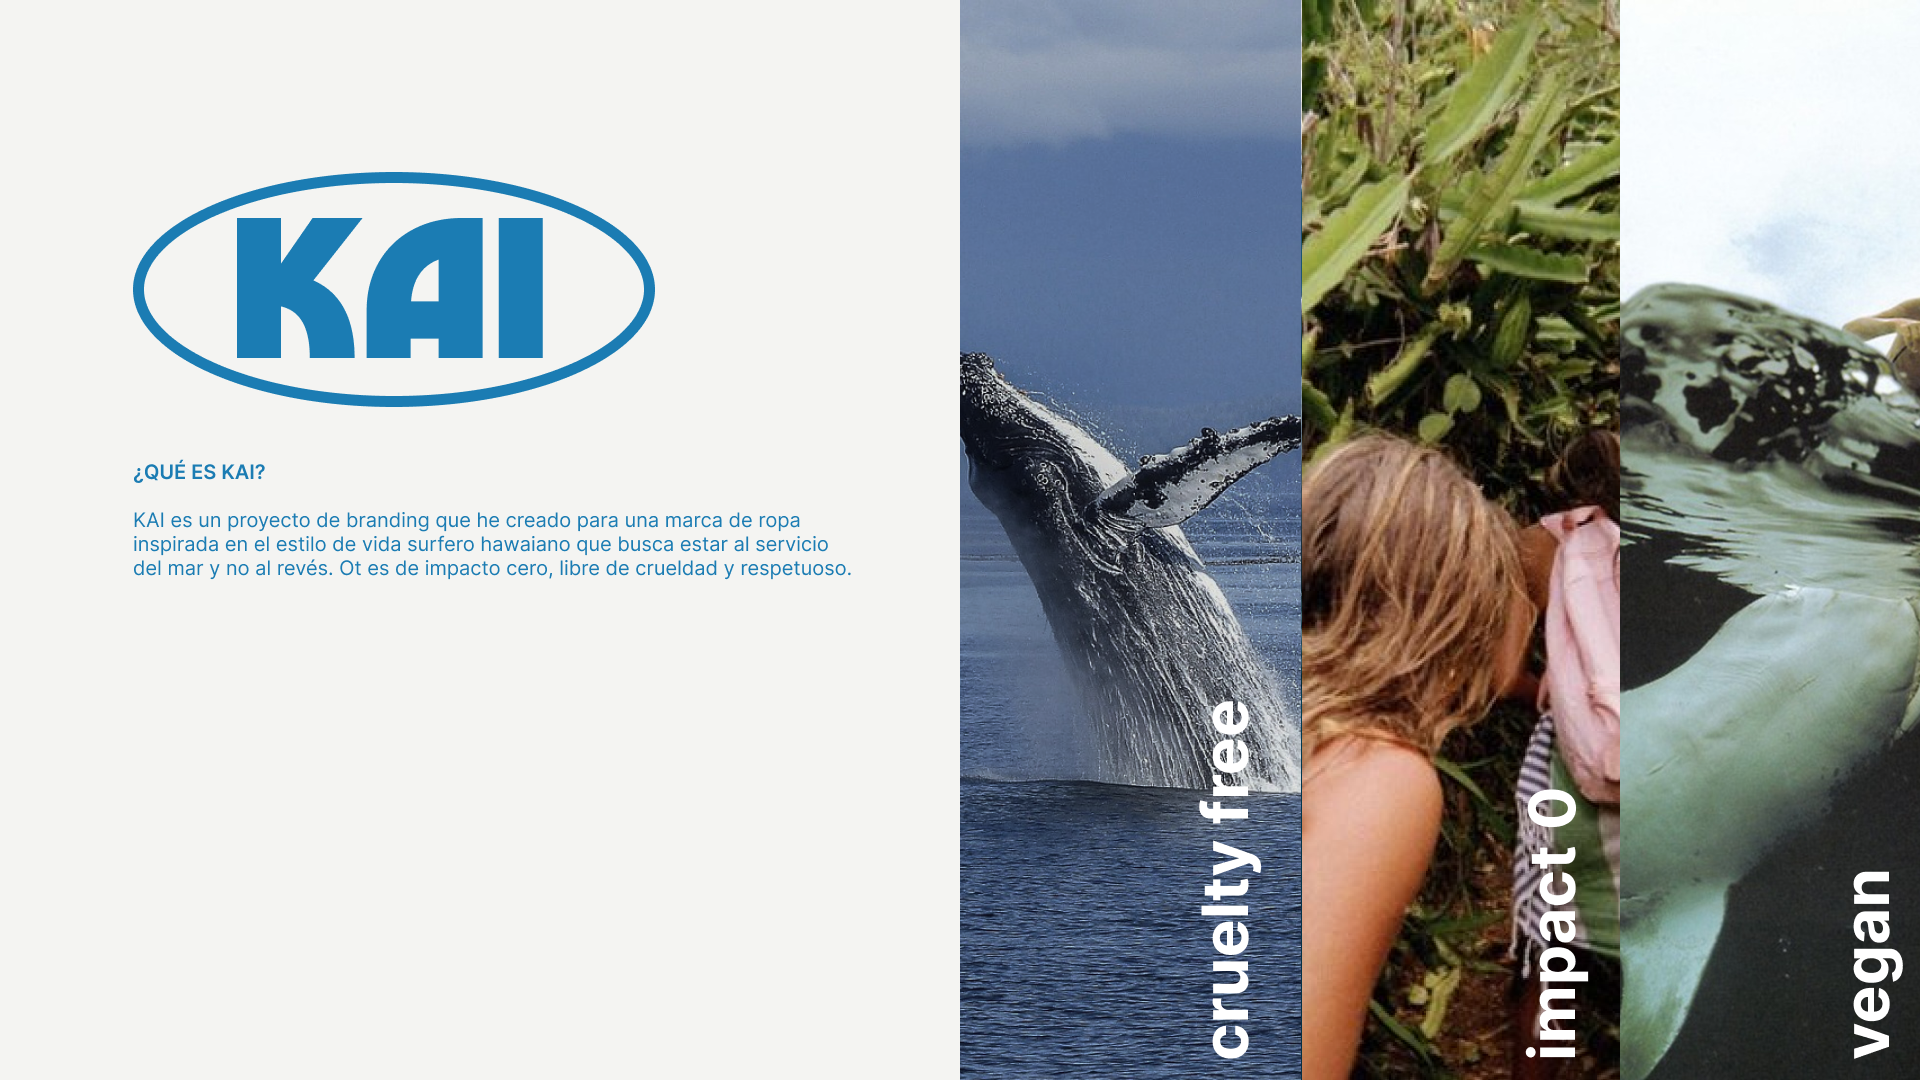 KAI
¿QUÉ ES KAI?
KAI es un proyecto de branding que he creado para una marca de ropa
inspirada en el estilo de vida surfero hawaiano que busca estar al servicio
del mar y no al revés. Ot es de impacto cero, libre de crueldad y respetuoso.
cruelty free
impact 0
vegan